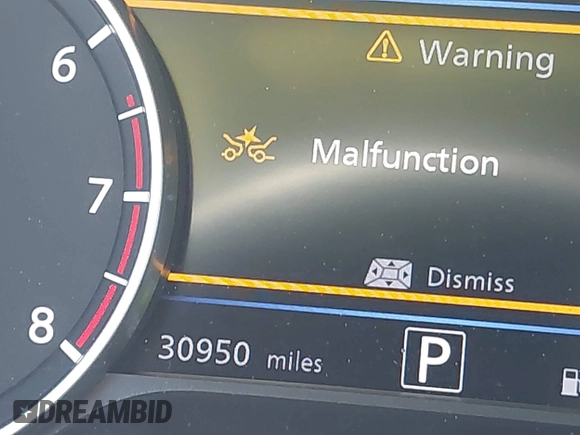 6
Warning
Malfunction
7
Dismiss
8
30950 miles
P
DREAMBID